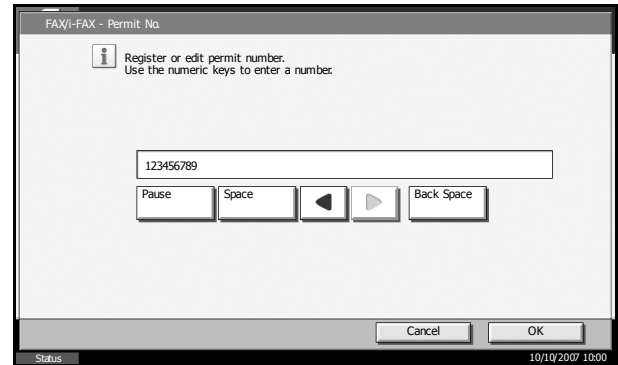 FAX/i-FAX - Permit No.
Register or edit permit number.
Use the numeric keys to enter a number.
123456789
Pause Space Back Space
Cancel OK
Status 10/10/2007 10:00